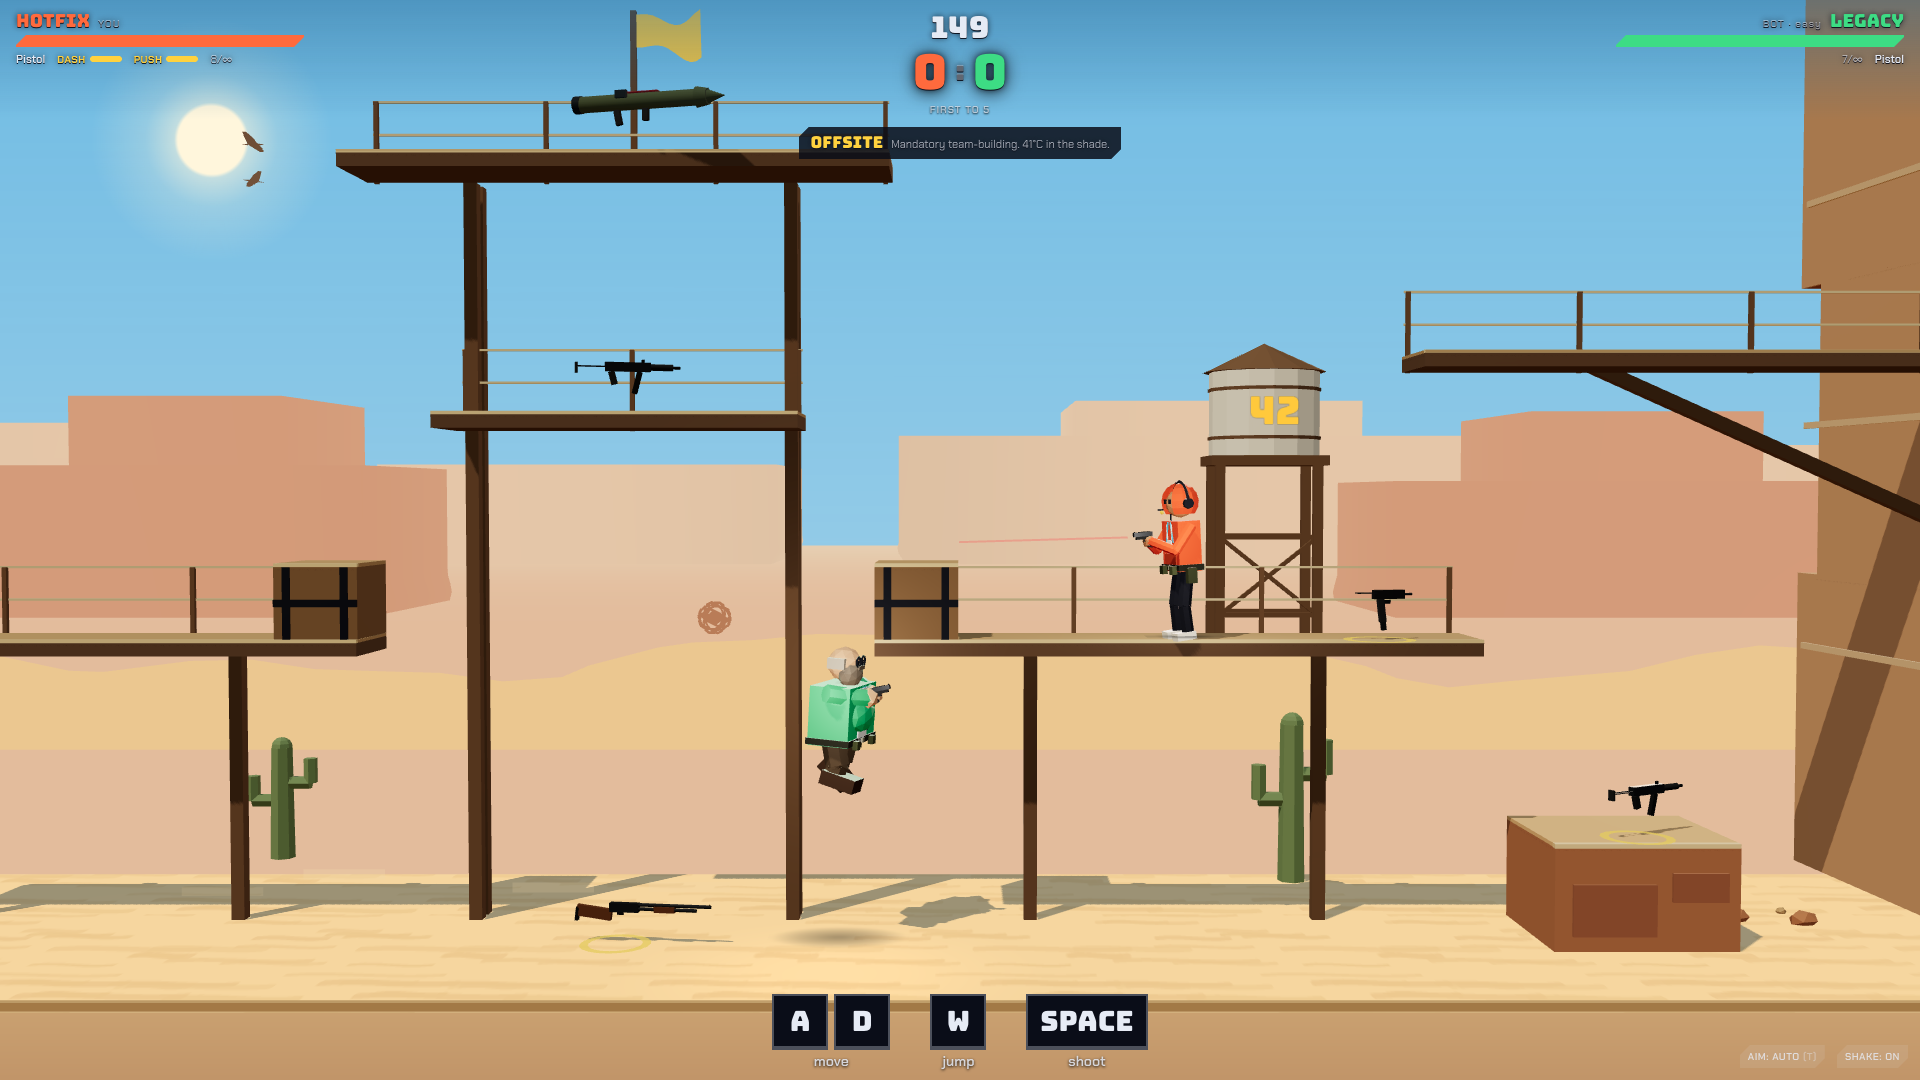 HOTFIX YOU
Pistol DASH PUSH 8/∞
149
0:0
FIRST TO 5
BOT · easy LEGACY
7/∞ Pistol
OFFSITE Mandatory team-building. 41°C in the shade.
42
A D W SPACE
move jump shoot
AIM: AUTO (T) SHAKE: ON